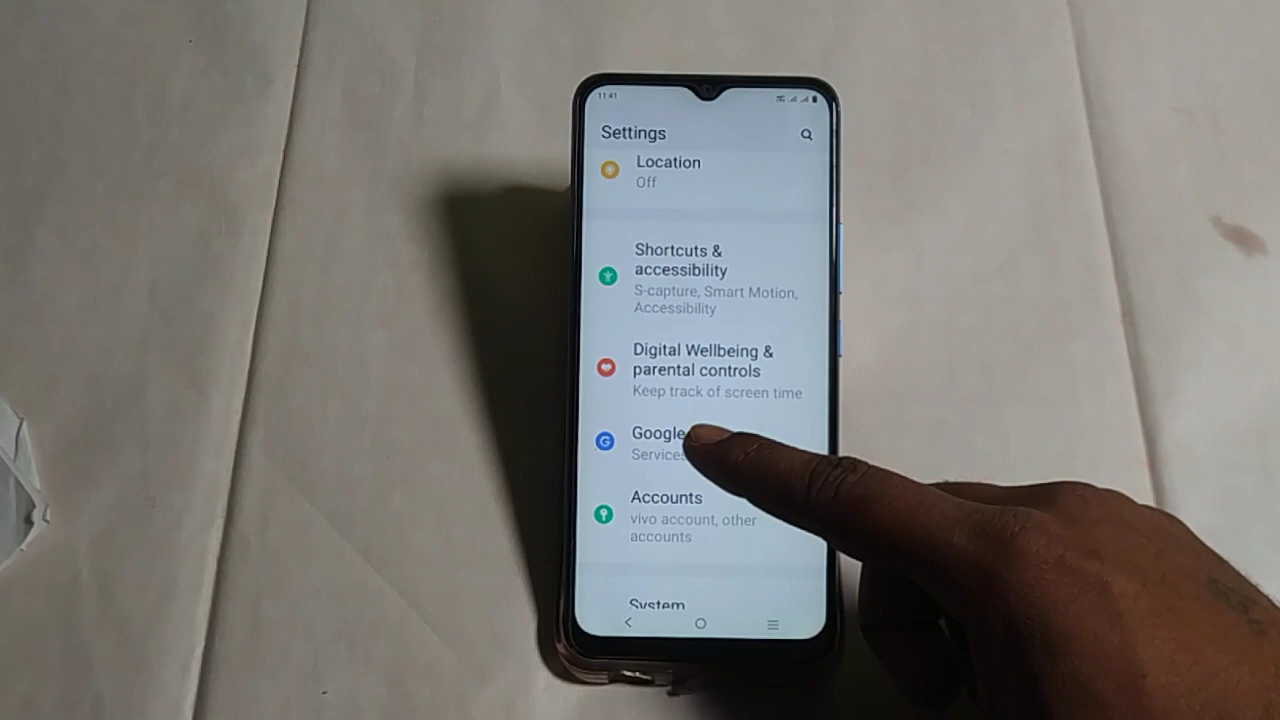 11:41
Settings
Location
Off
Shortcuts &
accessibility
S-capture, Smart Motion,
Accessibility
Digital Wellbeing &
parental controls
Keep track of screen time
Google
Services
Accounts
vivo account, other
accounts
System